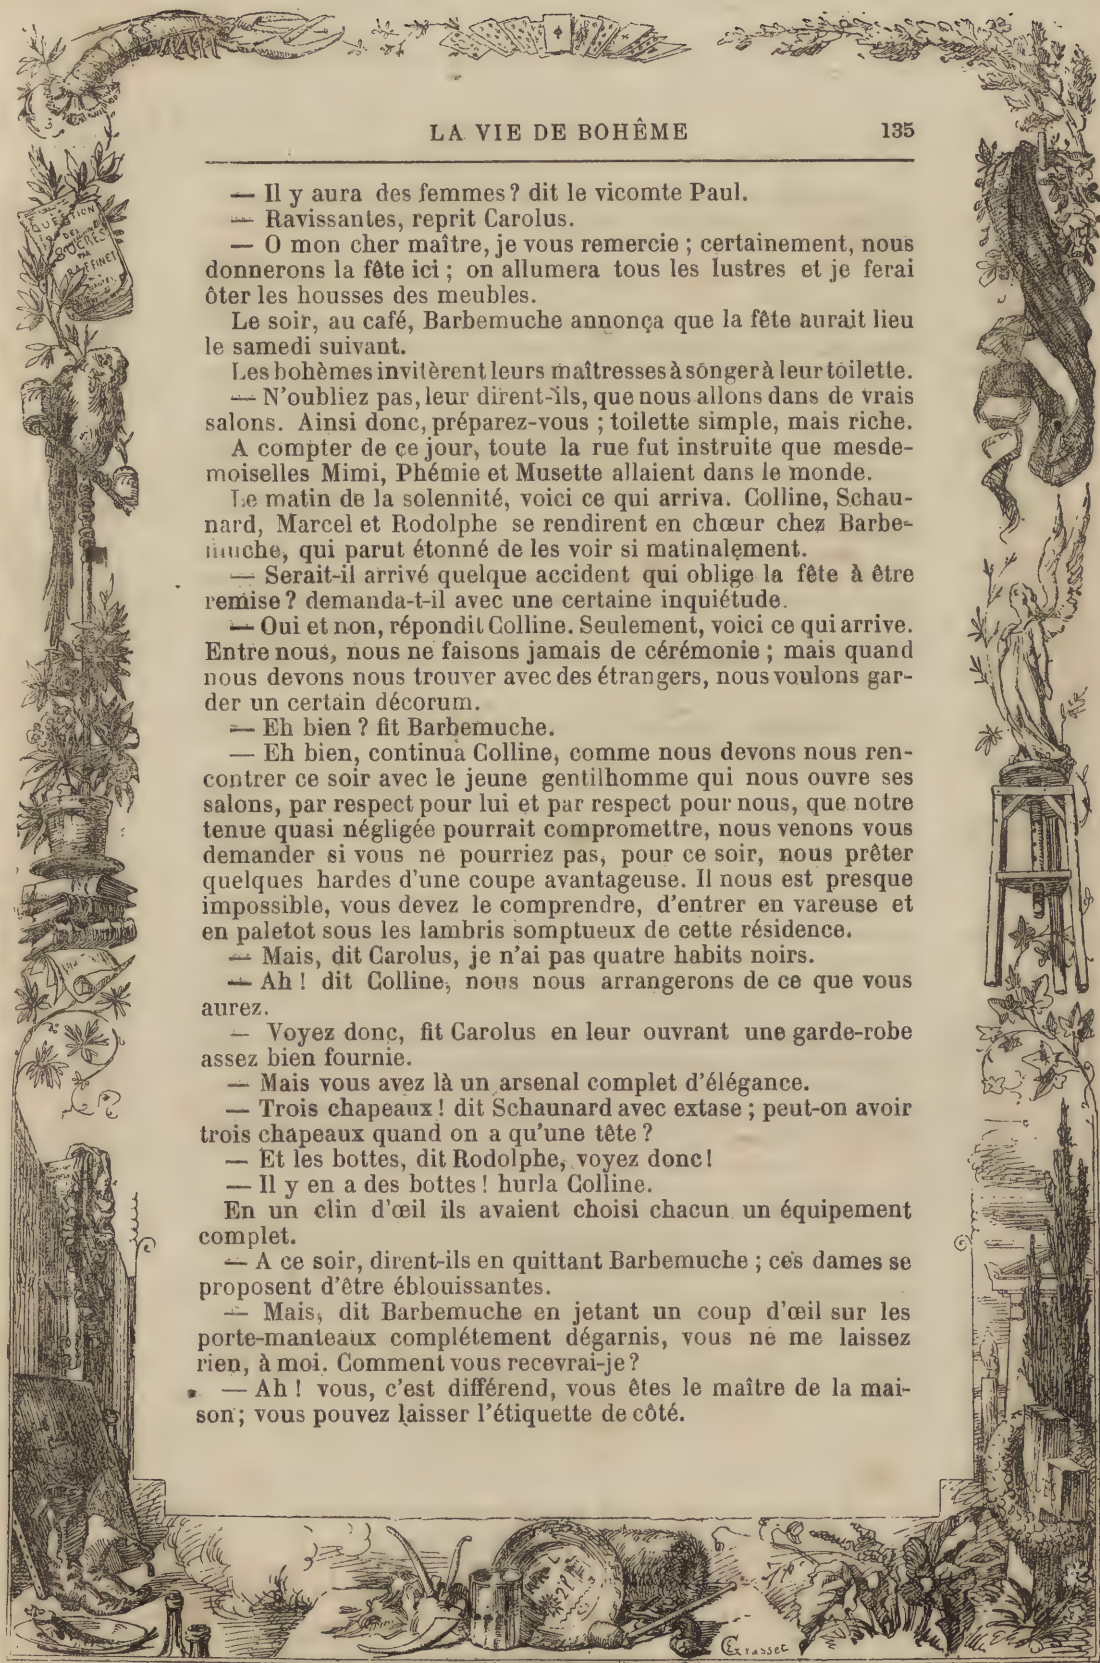 LA VIE DE BOHÊME 135
— Il y aura des femmes ? dit le vicomte Paul.
— Ravissantes, reprit Carolus.
— O mon cher maître, je vous remercie ; certainement, nous
donnerons la fête ici ; on allumera tous les lustres et je ferai
ôter les housses des meubles.
Le soir, au café, Barbemuche annonça que la fête aurait lieu
le samedi suivant.
Les bohèmes invitèrent leurs maîtresses à songer à leur toilette.
— N'oubliez pas, leur dirent-ils, que nous allons dans de vrais
salons. Ainsi donc, préparez-vous ; toilette simple, mais riche.
A compter de ce jour, toute la rue fut instruite que mesde-
moiselles Mimi, Phémie et Musette allaient dans le monde.
Le matin de la solennité, voici ce qui arriva. Colline, Schau-
nard, Marcel et Rodolphe se rendirent en chœur chez Barbe-
muche, qui parut étonné de les voir si matinalement.
— Serait-il arrivé quelque accident qui oblige la fête à être
remise ? demanda-t-il avec une certaine inquiétude.
— Oui et non, répondit Colline. Seulement, voici ce qui arrive.
Entre nous, nous ne faisons jamais de cérémonie ; mais quand
nous devons nous trouver avec des étrangers, nous voulons gar-
der un certain décorum.
— Eh bien ? fit Barbemuche.
— Eh bien, continua Colline, comme nous devons nous ren-
contrer ce soir avec le jeune gentilhomme qui nous ouvre ses
salons, par respect pour lui et par respect pour nous, que notre
tenue quasi négligée pourrait compromettre, nous venons vous
demander si vous ne pourriez pas, pour ce soir, nous prêter
quelques hardes d'une coupe avantageuse. Il nous est presque
impossible, vous devez le comprendre, d'entrer en vareuse et
en paletot sous les lambris somptueux de cette résidence.
— Mais, dit Carolus, je n'ai pas quatre habits noirs.
— Ah ! dit Colline, nous nous arrangerons de ce que vous
aurez.
— Voyez donc, fit Carolus en leur ouvrant une garde-robe
assez bien fournie.
— Mais vous avez là un arsenal complet d'élégance.
— Trois chapeaux ! dit Schaunard avec extase ; peut-on avoir
trois chapeaux quand on a qu'une tête ?
— Et les bottes, dit Rodolphe, voyez donc !
— Il y en a des bottes ! hurla Colline.
En un clin d'œil ils avaient choisi chacun un équipement
complet.
— A ce soir, dirent-ils en quittant Barbemuche ; ces dames se
proposent d'être éblouissantes.
— Mais, dit Barbemuche en jetant un coup d'œil sur les
porte-manteaux complétement dégarnis, vous ne me laissez
rien, à moi. Comment vous recevrai-je ?
— Ah ! vous, c'est différend, vous êtes le maître de la mai-
son ; vous pouvez laisser l'étiquette de côté.
QUESTION
DES
SUCRES
PAR
RAFFINET
EGrasset